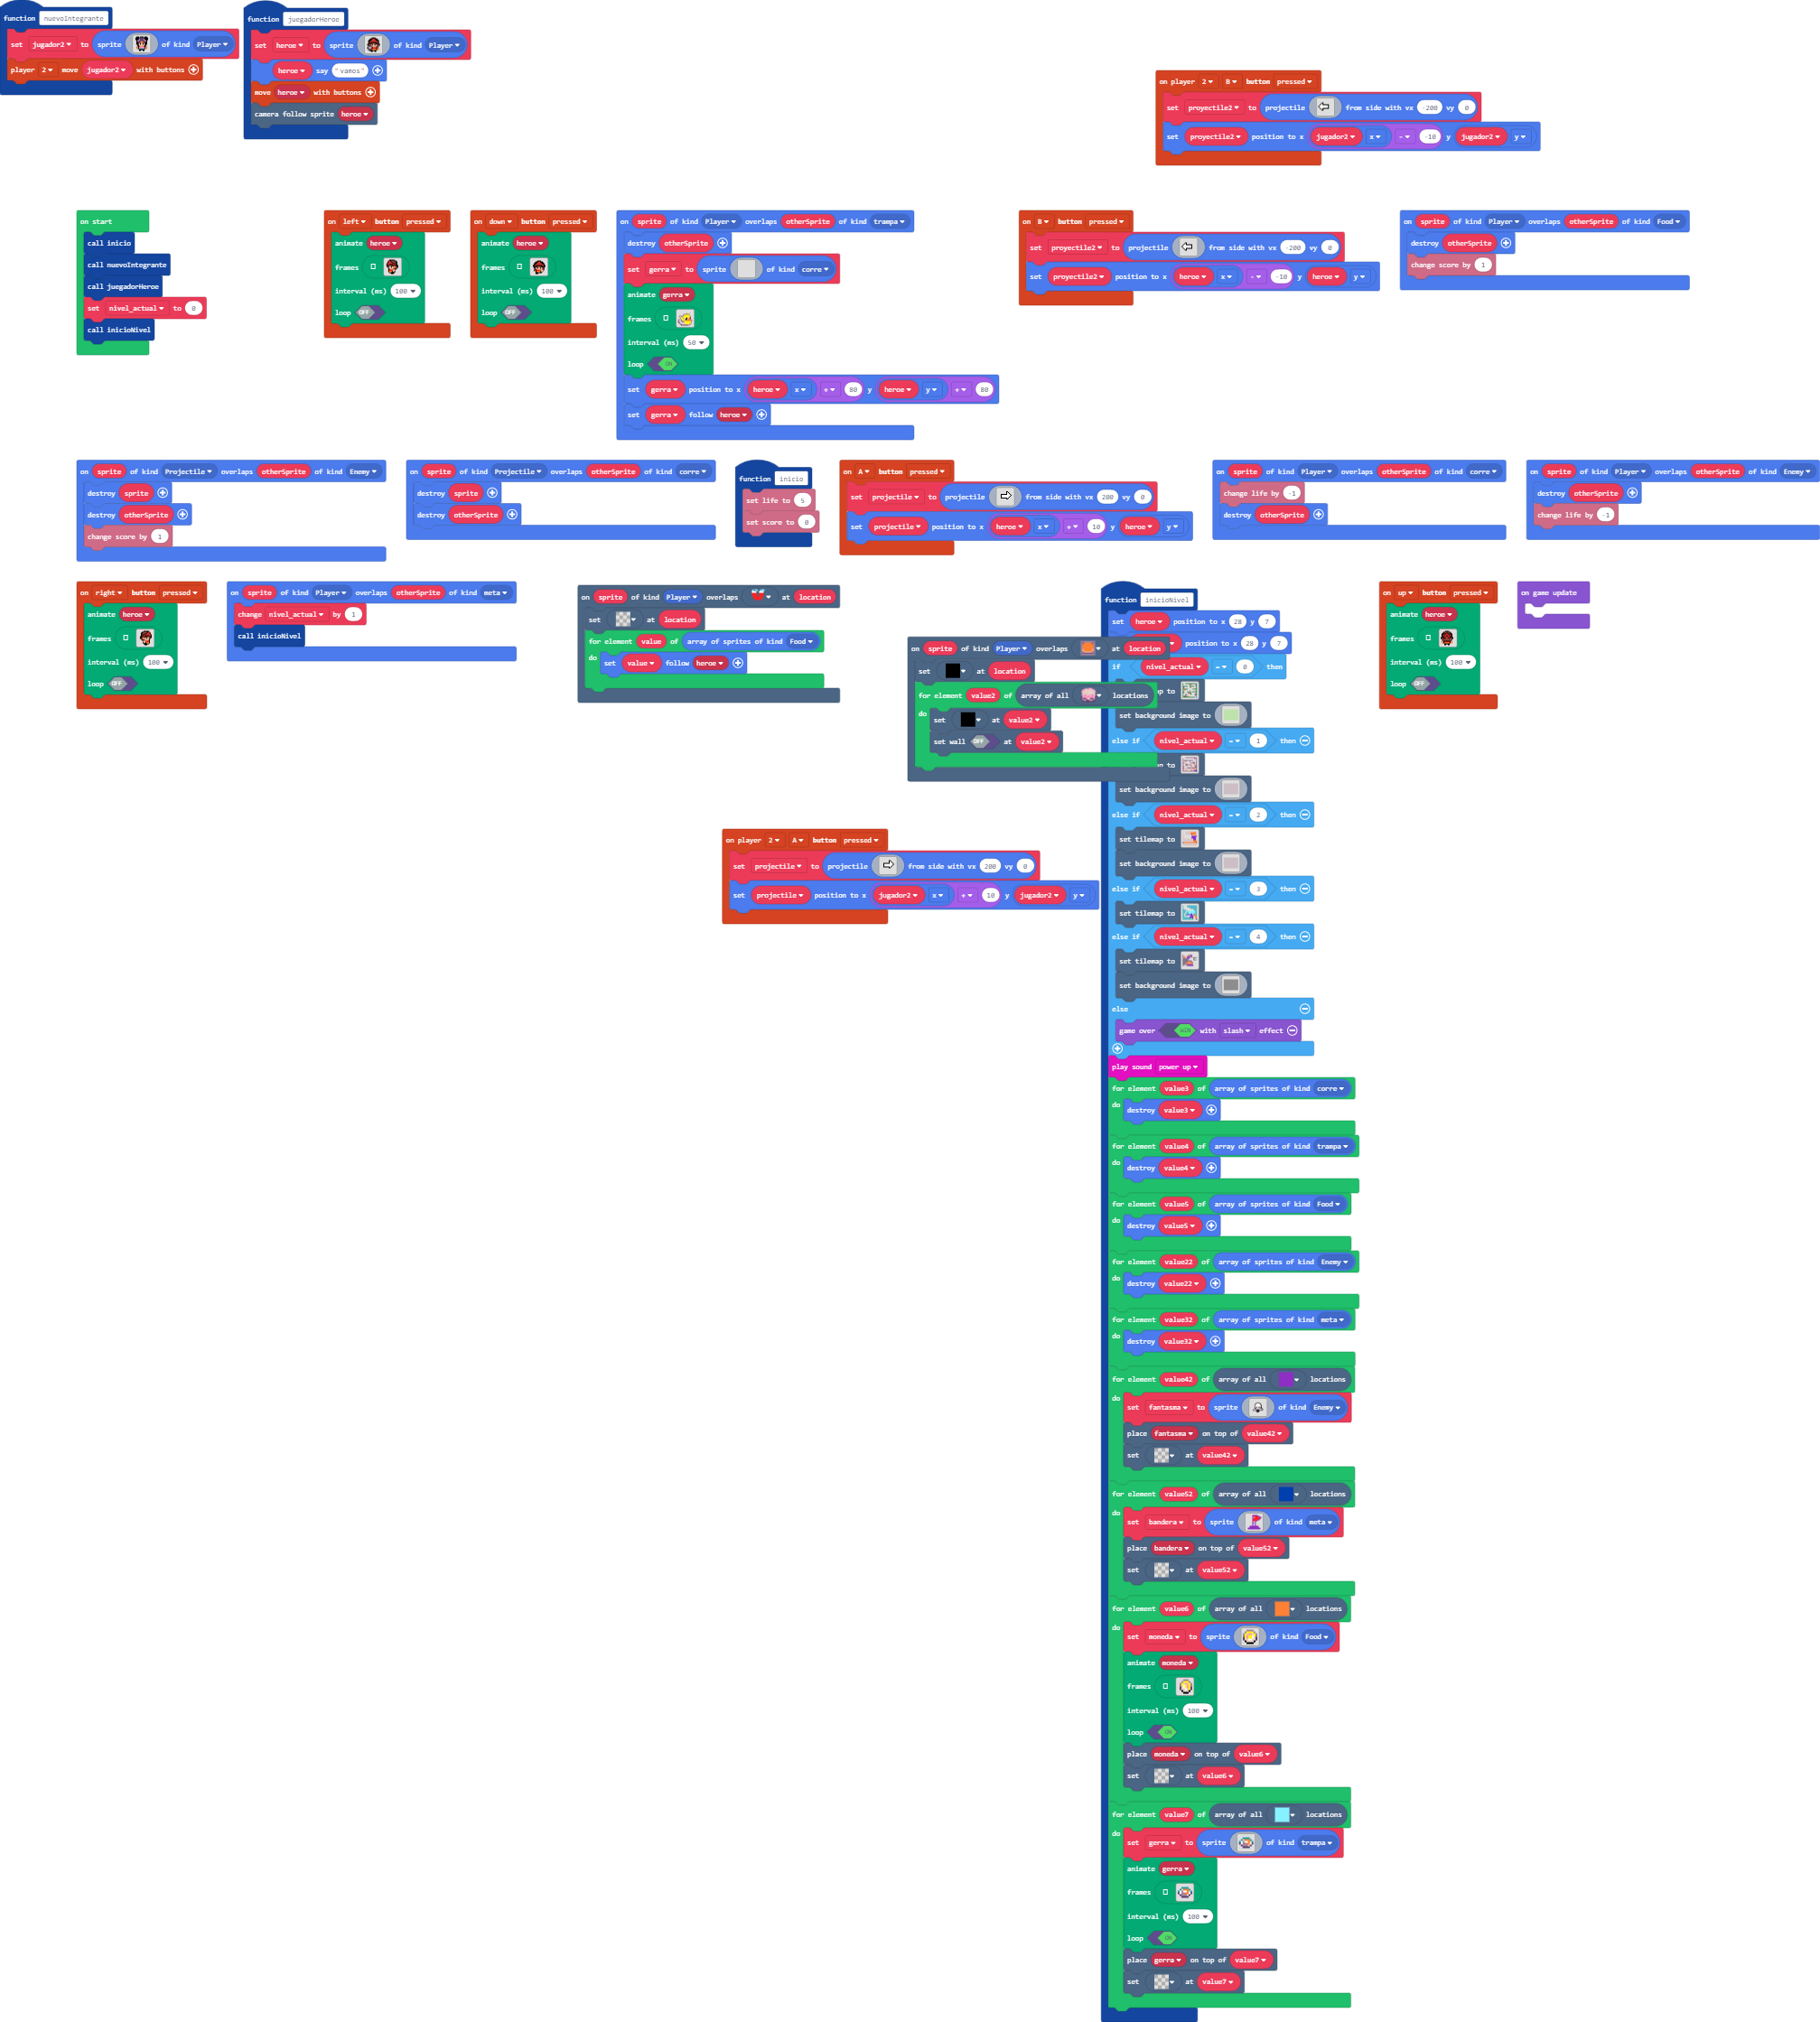 function nuevoIntegrante
set jugador2 to sprite of kind Player
player 2 move jugador2 with buttons
function juegadorHeroe
set heroe to sprite of kind Player
heroe say "vamos"
move heroe with buttons
camera follow sprite heroe
on player 2 B button pressed
set proyectile2 to projectile from side with vx -200 vy 0
set proyectile2 position to x jugador2 x - -10 y jugador2 y
on start
call inicio
call nuevoIntegrante
call juegadorHeroe
set nivel_actual to 0
call inicioNivel
on left button pressed
animate heroe
frames
interval (ms) 100
loop OFF
on down button pressed
animate heroe
frames
interval (ms) 100
loop OFF
on sprite of kind Player overlaps otherSprite of kind trampa
destroy otherSprite
set gerra to sprite of kind corre
animate gerra
frames
interval (ms) 50
loop ON
set gerra position to x heroe x + 80 y heroe y + 80
set gerra follow heroe
on B button pressed
set proyectile2 to projectile from side with vx -200 vy 0
set proyectile2 position to x heroe x - -10 y heroe y
on sprite of kind Player overlaps otherSprite of kind Food
destroy otherSprite
change score by 1
on sprite of kind Projectile overlaps otherSprite of kind Enemy
destroy sprite
destroy otherSprite
change score by 1
on sprite of kind Projectile overlaps otherSprite of kind corre
destroy sprite
destroy otherSprite
function inicio
set life to 5
set score to 0
on A button pressed
set projectile to projectile from side with vx 200 vy 0
set projectile position to x heroe x + 10 y heroe y
on sprite of kind Player overlaps otherSprite of kind corre
change life by -1
destroy otherSprite
on sprite of kind Player overlaps otherSprite of kind Enemy
destroy otherSprite
change life by -1
on right button pressed
animate heroe
frames
interval (ms) 100
loop OFF
on sprite of kind Player overlaps otherSprite of kind meta
change nivel_actual by 1
call inicioNivel
on sprite of kind Player overlaps at location
set at location
for element value of array of sprites of kind Food
do set value follow heroe
on sprite of kind Player overlaps at location
set at location
for element value2 of array of all locations
do set at value2
set wall OFF at value2
on player 2 A button pressed
set projectile to projectile from side with vx 200 vy 0
set projectile position to x jugador2 x + 10 y jugador2 y
function inicioNivel
set heroe position to x 28 y 7
position to x 28 y 7
if nivel_actual = 0 then
to
set background image to
else if nivel_actual = 1 then
to
set background image to
else if nivel_actual = 2 then
set tilemap to
set background image to
else if nivel_actual = 3 then
set tilemap to
else if nivel_actual = 4 then
set tilemap to
set background image to
else
game over WIN with slash effect
play sound power up
for element value3 of array of sprites of kind corre
do destroy value3
for element value4 of array of sprites of kind trampa
do destroy value4
for element value5 of array of sprites of kind Food
do destroy value5
for element value22 of array of sprites of kind Enemy
do destroy value22
for element value32 of array of sprites of kind meta
do destroy value32
for element value42 of array of all locations
do set fantasma to sprite of kind Enemy
place fantasma on top of value42
set at value42
for element value52 of array of all locations
do set bandera to sprite of kind meta
place bandera on top of value52
set at value52
for element value6 of array of all locations
do set moneda to sprite of kind Food
animate moneda
frames
interval (ms) 100
loop ON
place moneda on top of value6
set at value6
for element value7 of array of all locations
do set gerra to sprite of kind trampa
animate gerra
frames
interval (ms) 100
loop ON
place gerra on top of value7
set at value7
on up button pressed
animate heroe
frames
interval (ms) 100
loop OFF
on game update